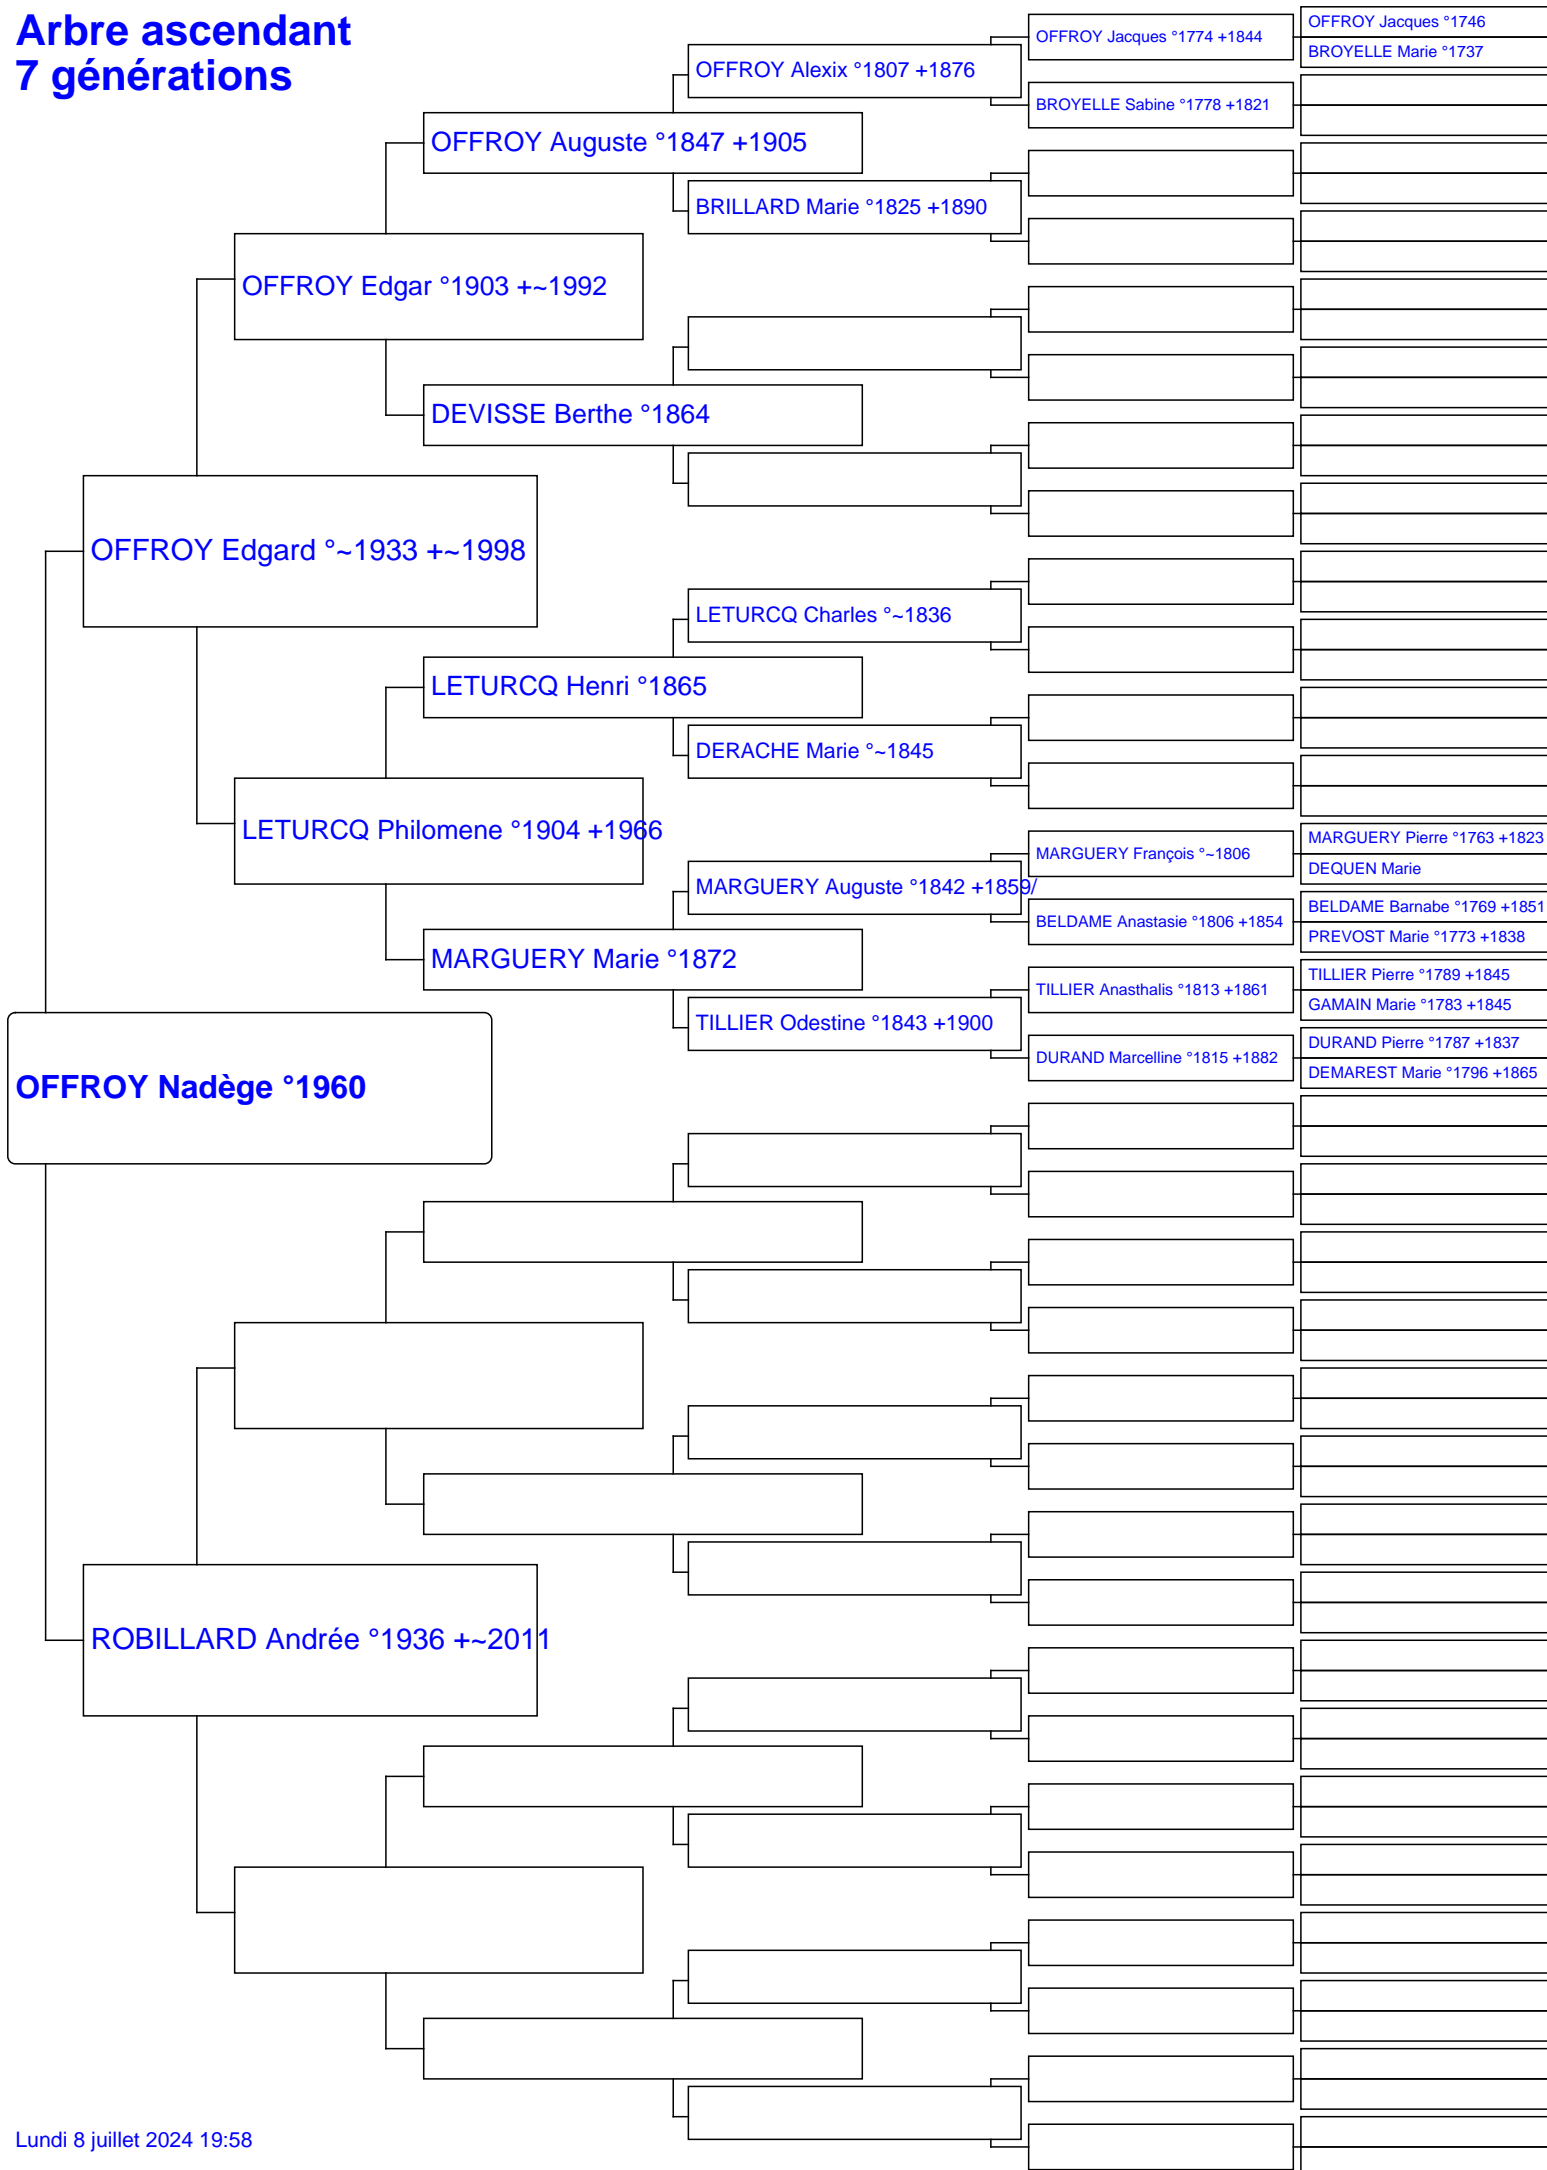 Arbre ascendant
7 générations
OFFROY Nadège °1960
OFFROY Edgard °~1933 +~1998
ROBILLARD Andrée °1936 +~2011
OFFROY Edgar °1903 +~1992
LETURCQ Philomene °1904 +1966
OFFROY Auguste °1847 +1905
DEVISSE Berthe °1864
LETURCQ Henri °1865
MARGUERY Marie °1872
OFFROY Alexix °1807 +1876
BRILLARD Marie °1825 +1890
LETURCQ Charles °~1836
DERACHE Marie °~1845
MARGUERY Auguste °1842 +1859/
TILLIER Odestine °1843 +1900
OFFROY Jacques °1774 +1844
BROYELLE Sabine °1778 +1821
MARGUERY François °~1806
BELDAME Anastasie °1806 +1854
TILLIER Anasthalis °1813 +1861
DURAND Marcelline °1815 +1882
OFFROY Jacques °1746
BROYELLE Marie °1737
MARGUERY Pierre °1763 +1823
DEQUEN Marie
BELDAME Barnabe °1769 +1851
PREVOST Marie °1773 +1838
TILLIER Pierre °1789 +1845
GAMAIN Marie °1783 +1845
DURAND Pierre °1787 +1837
DEMAREST Marie °1796 +1865
Lundi 8 juillet 2024 19:58